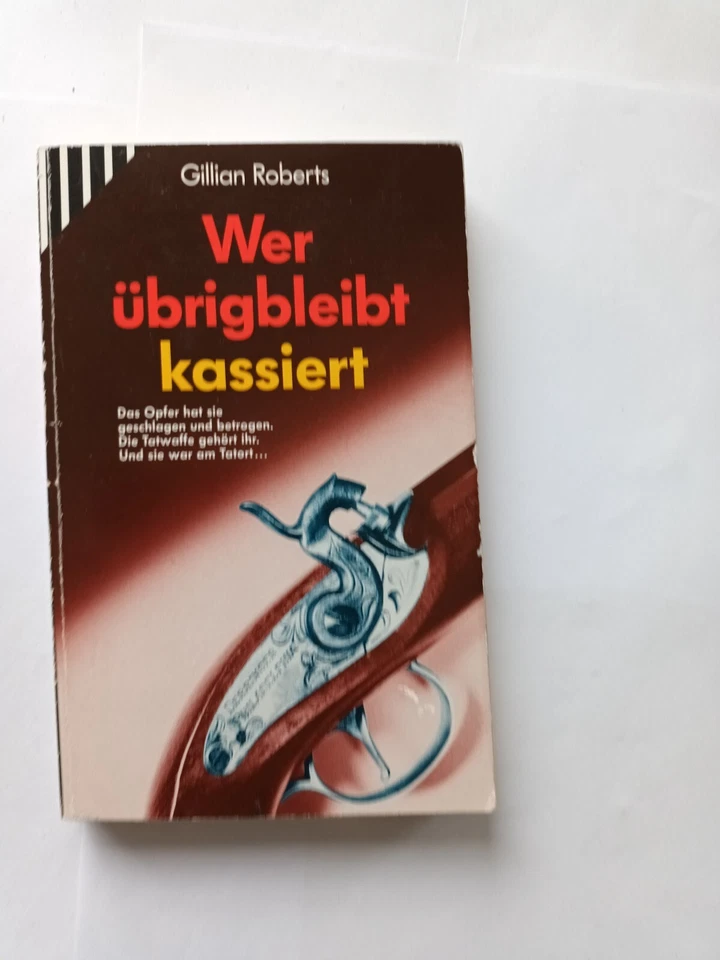 Gillian Roberts
Wer
übrigbleibt
kassiert
Das Opfer hat sie
geschlagen und betrogen.
Die Tatwaffe gehört ihr.
Und sie war am Tatort...